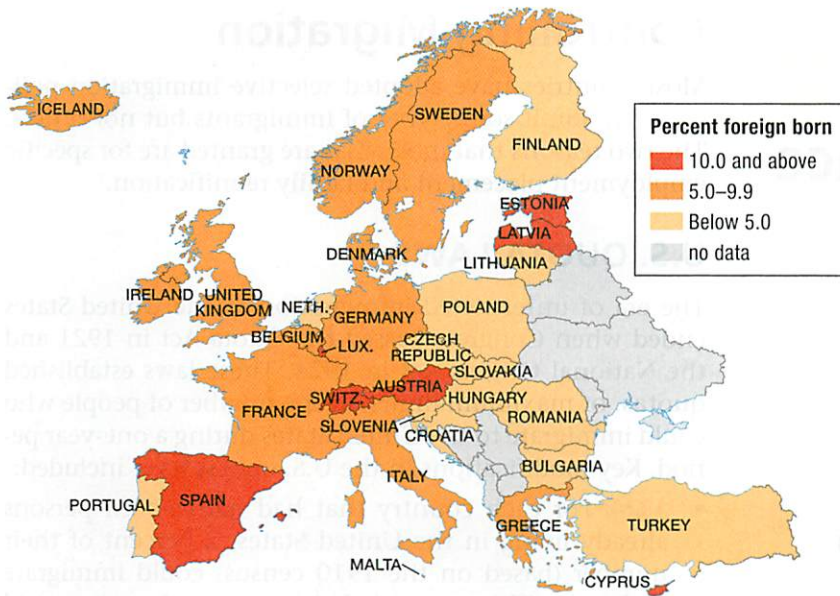 ICELAND
SWEDEN
FINLAND
NORWAY
Percent foreign born
10.0 and above
5.0–9.9
Below 5.0
no data
ESTONIA
LATVIA
DENMARK
LITHUANIA
IRELAND
UNITED
KINGDOM
NETH.
GERMANY
POLAND
BELGIUM
LUX.
CZECH
REPUBLIC
SLOVAKIA
AUSTRIA
SWITZ.
HUNGARY
FRANCE
SLOVENIA
ROMANIA
CROATIA
ITALY
BULGARIA
PORTUGAL
SPAIN
GREECE
TURKEY
MALTA
CYPRUS